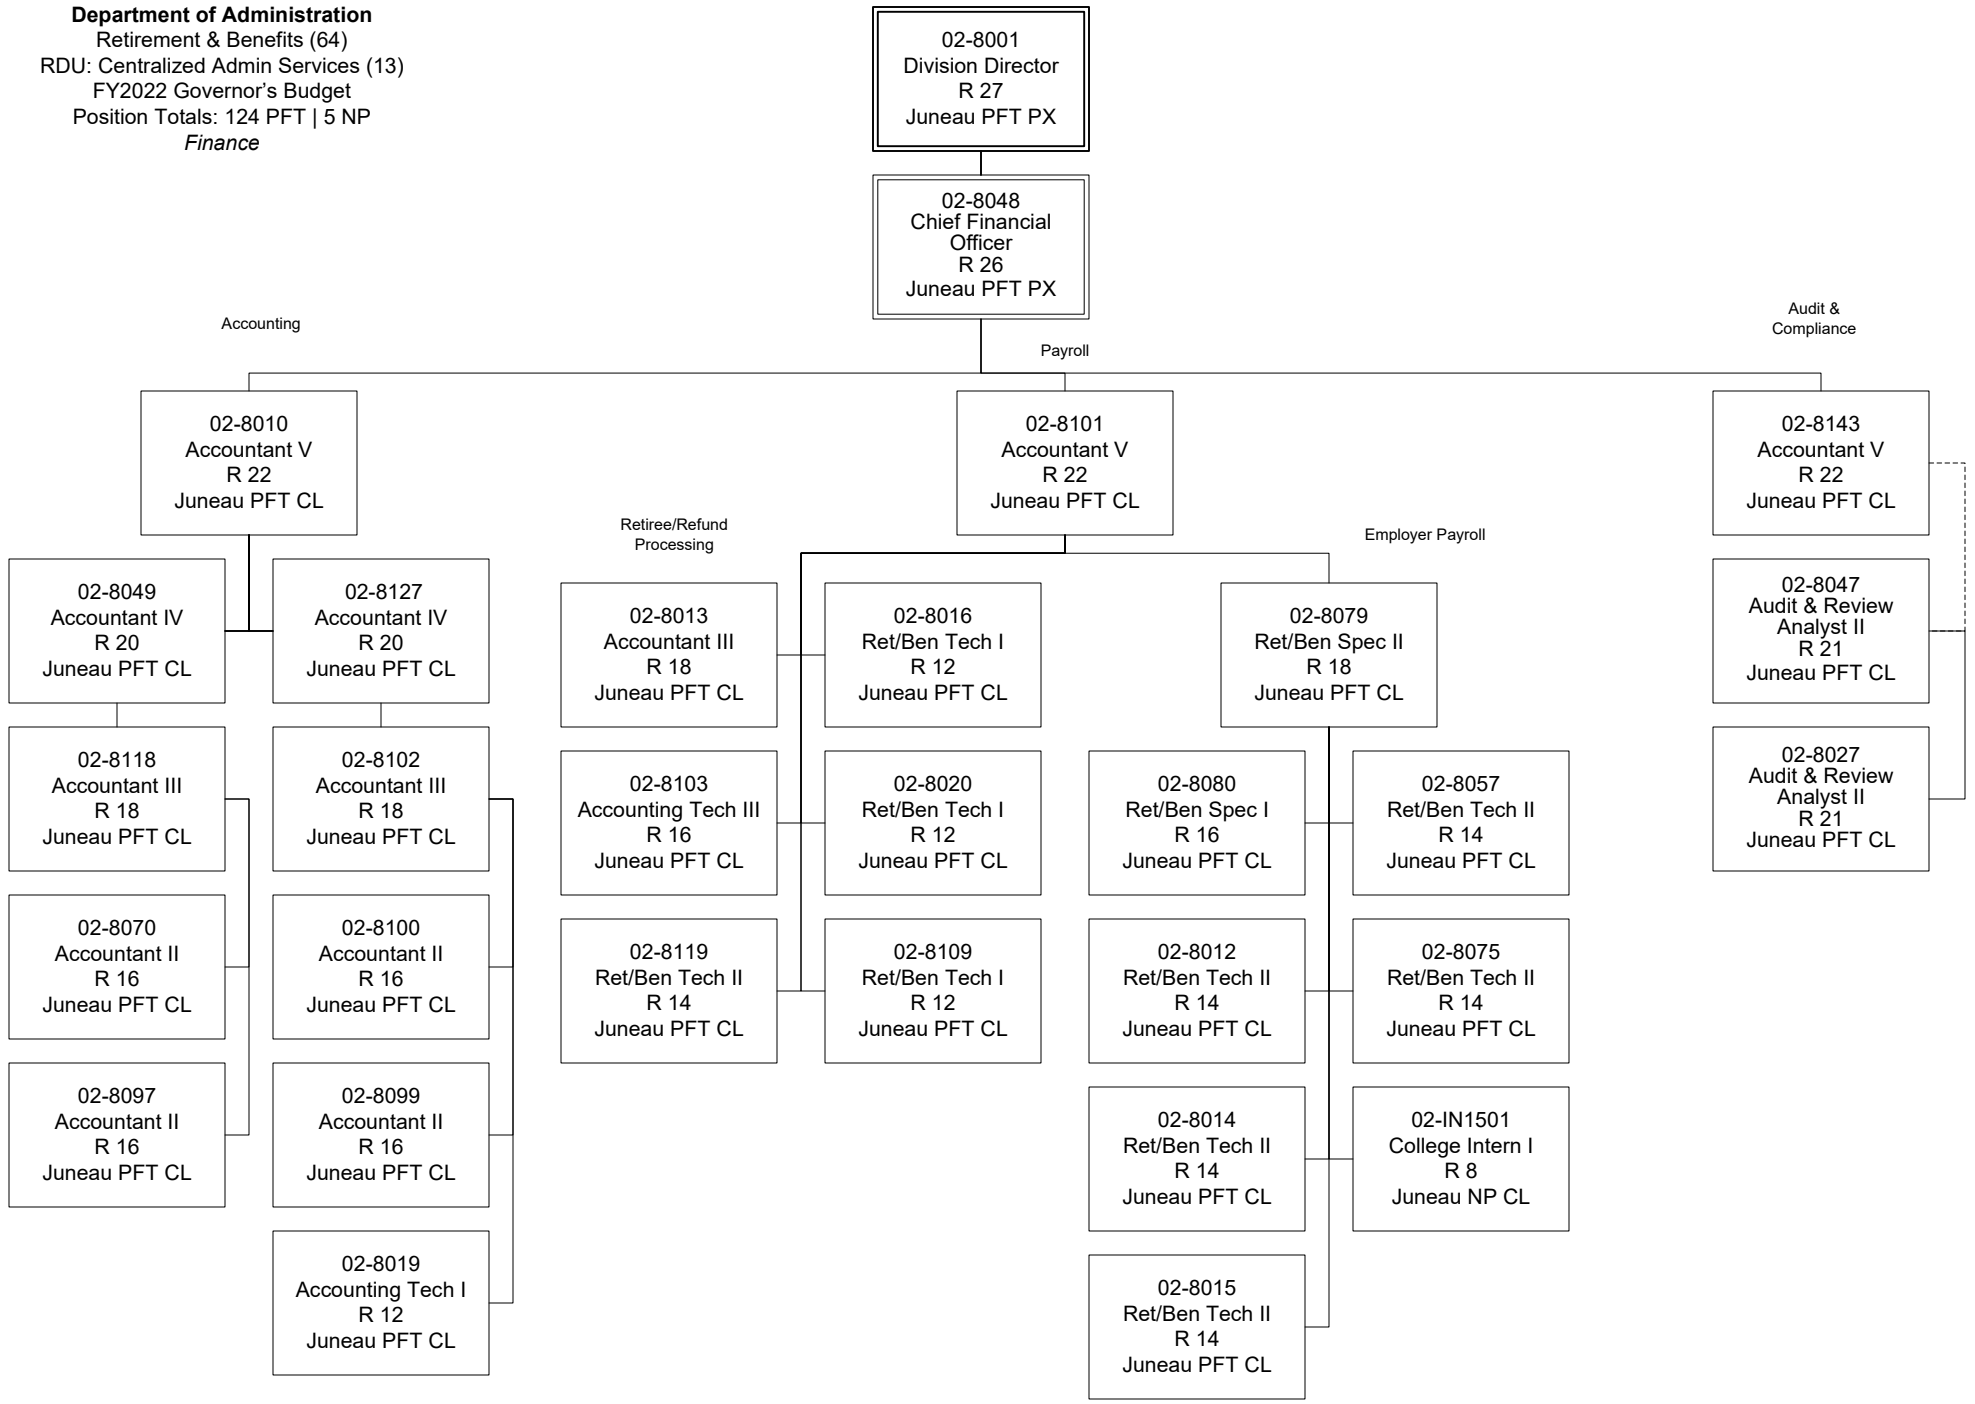 Department of Administration
Retirement & Benefits (64)
RDU: Centralized Admin Services (13)
FY2022 Governor’s Budget
Position Totals: 124 PFT | 5 NP
Finance
02-8001
Division Director
R 27
Juneau PFT PX
02-8048
Chief Financial
Officer
R 26
Juneau PFT PX
Accounting
Payroll
Audit &
Compliance
02-8010
Accountant V
R 22
Juneau PFT CL
02-8101
Accountant V
R 22
Juneau PFT CL
02-8143
Accountant V
R 22
Juneau PFT CL
Retiree/Refund
Processing
Employer Payroll
02-8049
Accountant IV
R 20
Juneau PFT CL
02-8127
Accountant IV
R 20
Juneau PFT CL
02-8013
Accountant III
R 18
Juneau PFT CL
02-8016
Ret/Ben Tech I
R 12
Juneau PFT CL
02-8079
Ret/Ben Spec II
R 18
Juneau PFT CL
02-8047
Audit & Review
Analyst II
R 21
Juneau PFT CL
02-8118
Accountant III
R 18
Juneau PFT CL
02-8102
Accountant III
R 18
Juneau PFT CL
02-8103
Accounting Tech III
R 16
Juneau PFT CL
02-8020
Ret/Ben Tech I
R 12
Juneau PFT CL
02-8080
Ret/Ben Spec I
R 16
Juneau PFT CL
02-8057
Ret/Ben Tech II
R 14
Juneau PFT CL
02-8027
Audit & Review
Analyst II
R 21
Juneau PFT CL
02-8070
Accountant II
R 16
Juneau PFT CL
02-8100
Accountant II
R 16
Juneau PFT CL
02-8119
Ret/Ben Tech II
R 14
Juneau PFT CL
02-8109
Ret/Ben Tech I
R 12
Juneau PFT CL
02-8012
Ret/Ben Tech II
R 14
Juneau PFT CL
02-8075
Ret/Ben Tech II
R 14
Juneau PFT CL
02-8097
Accountant II
R 16
Juneau PFT CL
02-8099
Accountant II
R 16
Juneau PFT CL
02-8014
Ret/Ben Tech II
R 14
Juneau PFT CL
02-IN1501
College Intern I
R 8
Juneau NP CL
02-8019
Accounting Tech I
R 12
Juneau PFT CL
02-8015
Ret/Ben Tech II
R 14
Juneau PFT CL